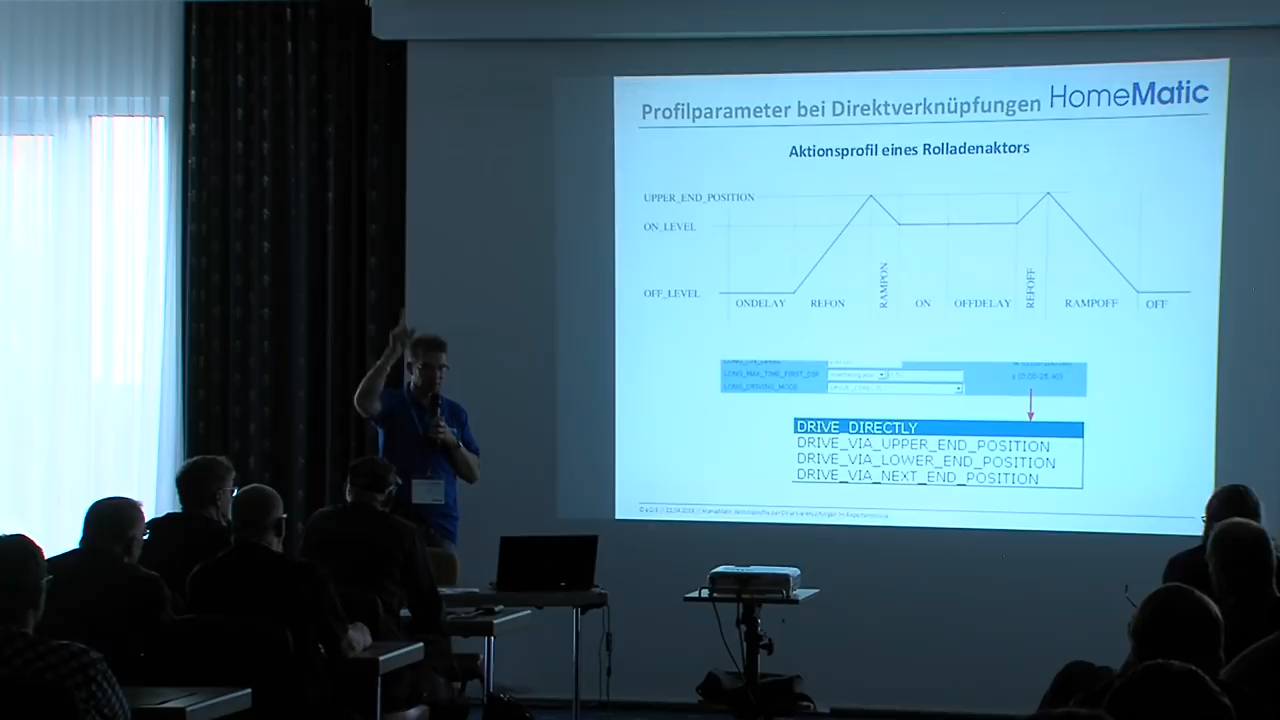 Profilparameter bei Direktverknüpfungen HomeMatic
Aktionsprofil eines Rolladenaktors
UPPER_END_POSITION
ON_LEVEL
OFF_LEVEL
ONDELAY REFON RAMPON ON OFFDELAY REFOFF RAMPOFF OFF
LONG_MAX_TIME_FIRST_DIR
LONG_DRIVING_MODE DRIVE_DIRECTLY
DRIVE_DIRECTLY
DRIVE_VIA_UPPER_END_POSITION
DRIVE_VIA_LOWER_END_POSITION
DRIVE_VIA_NEXT_END_POSITION